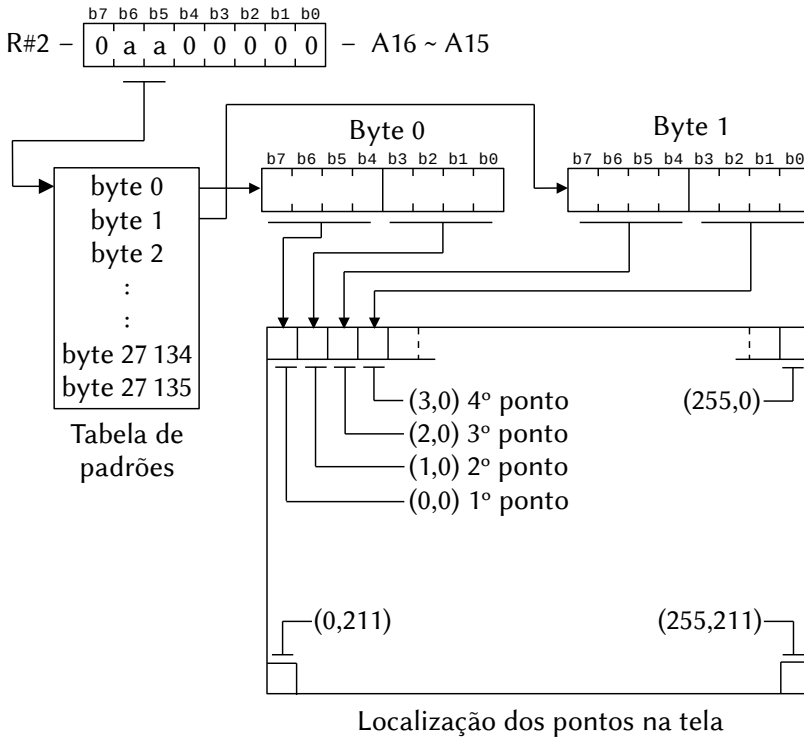 b7 b6 b5 b4 b3 b2 b1 b0
R#2 – 0 a a 0 0 0 0 0 – A16 ~ A15
Byte 0
Byte 1
b7 b6 b5 b4 b3 b2 b1 b0
b7 b6 b5 b4 b3 b2 b1 b0
byte 0
byte 1
byte 2
:
:
byte 27 134
byte 27 135
Tabela de
padrões
(3,0) 4º ponto
(255,0)
(2,0) 3º ponto
(1,0) 2º ponto
(0,0) 1º ponto
(0,211)
(255,211)
Localização dos pontos na tela